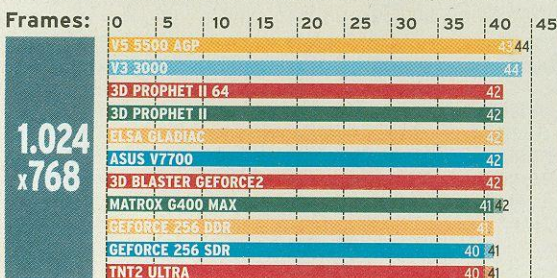 Frames: 0 5 10 15 20 25 30 35 40 45
1.024
x768
V5 5500 AGP 43 44
V3 3000 44
3D PROPHET II 64 42
3D PROPHET II 42
ELSA GLADIAC 42
ASUS V7700 42
3D BLASTER GEFORCE2 42
MATROX G400 MAX 41 42
GEFORCE 256 DDR 41
GEFORCE 256 SDR 40 41
TNT2 ULTRA 40 41